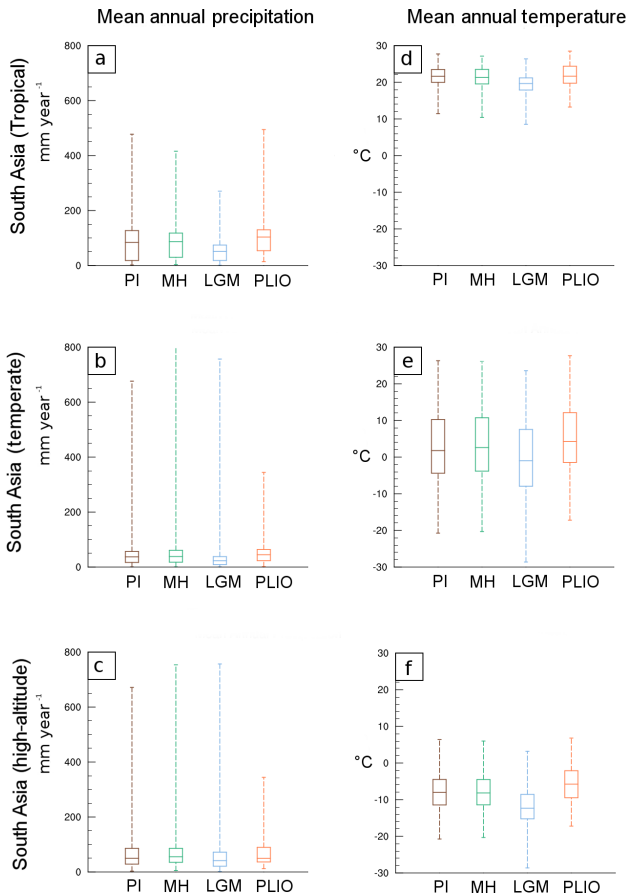 Mean annual precipitation
Mean annual temperature
South Asia (Tropical)
mm year⁻¹
a
800
600
400
200
0
PI MH LGM PLIO
°C
d
30
20
10
0
-10
-20
-30
PI MH LGM PLIO
South Asia (temperate)
mm year⁻¹
b
800
600
400
200
0
PI MH LGM PLIO
°C
e
30
20
10
0
-10
-20
-30
PI MH LGM PLIO
South Asia (high-altitude)
mm year⁻¹
c
800
600
400
200
0
PI MH LGM PLIO
°C
f
30
20
10
0
-10
-20
-30
PI MH LGM PLIO